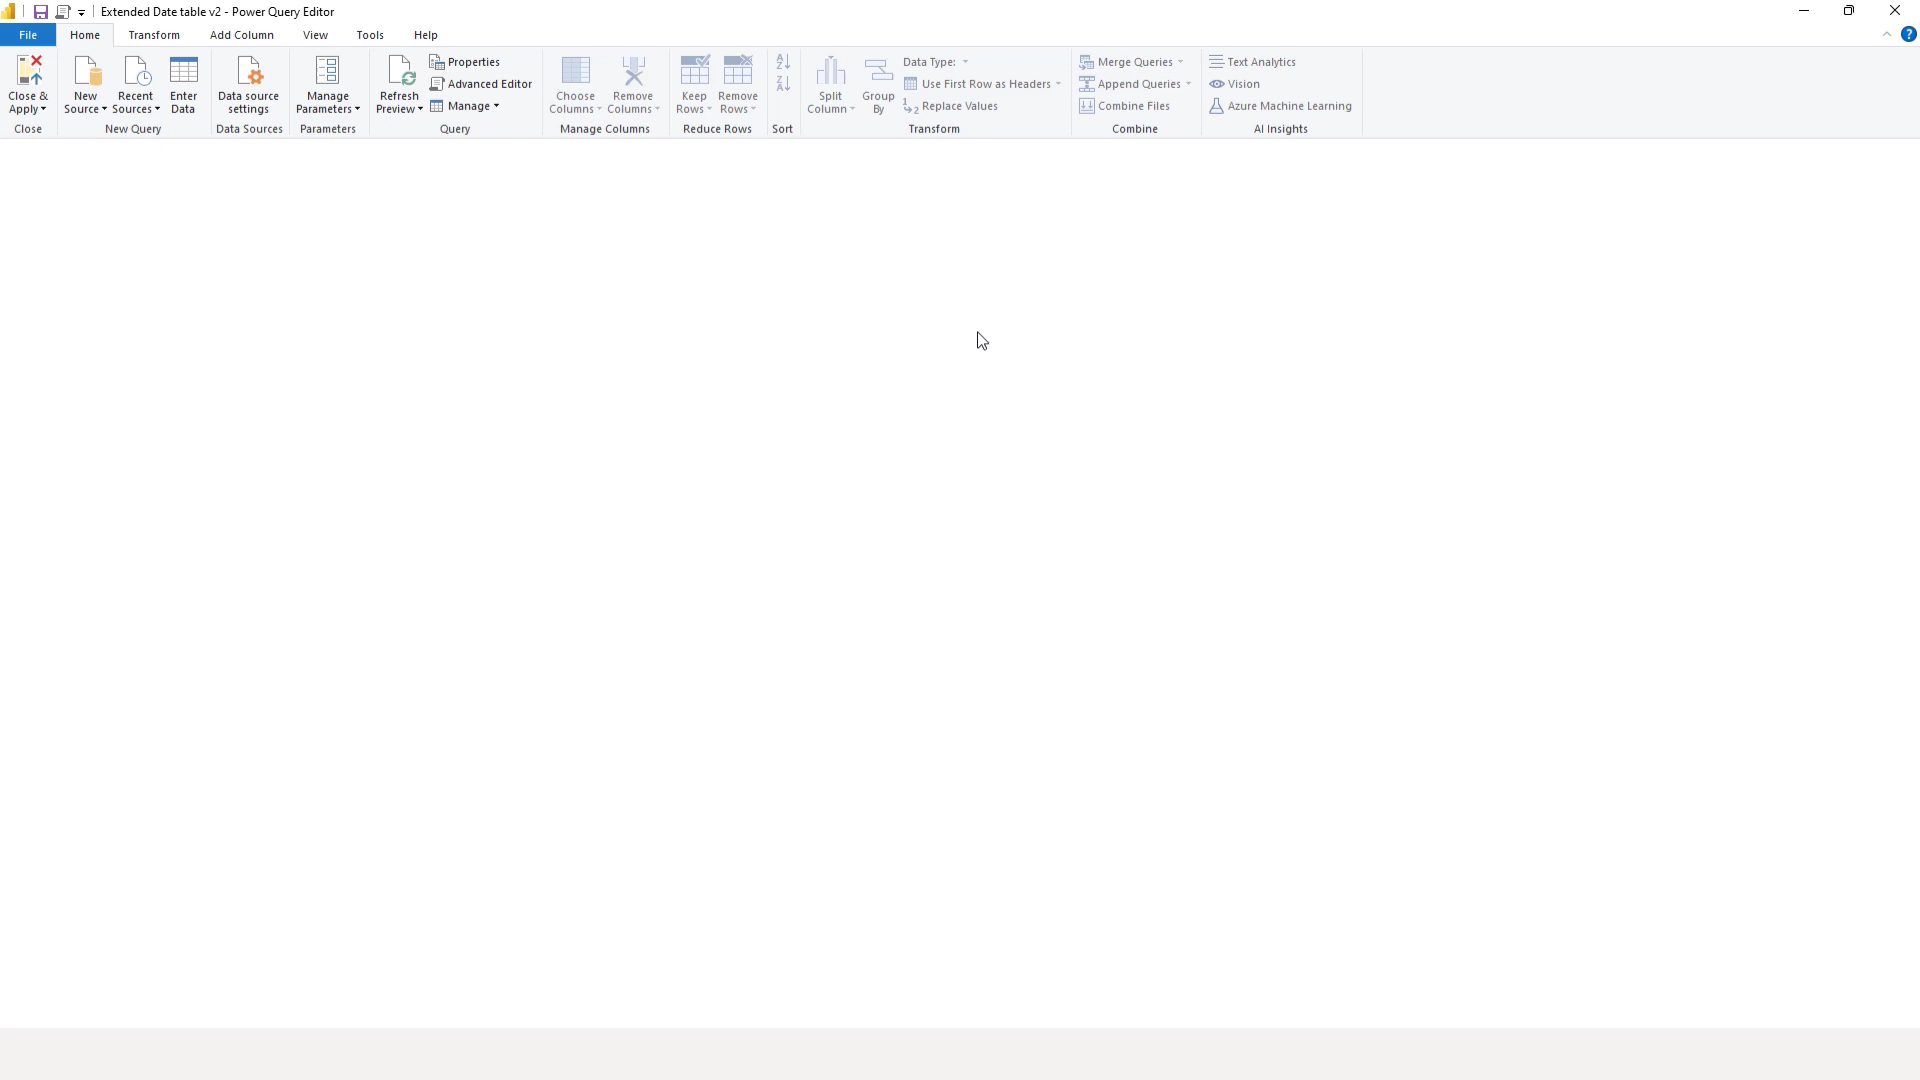 Extended Date table v2 - Power Query Editor
File Home Transform Add Column View Tools Help
Close & Apply
Close
New Source
Recent Sources
Enter Data
New Query
Data source settings
Data Sources
Manage Parameters
Parameters
Refresh Preview
Properties
Advanced Editor
Manage
Query
Choose Columns
Remove Columns
Manage Columns
Keep Rows
Remove Rows
Reduce Rows
Sort
Split Column
Group By
Data Type:
Use First Row as Headers
Replace Values
Transform
Merge Queries
Append Queries
Combine Files
Combine
Text Analytics
Vision
Azure Machine Learning
AI Insights